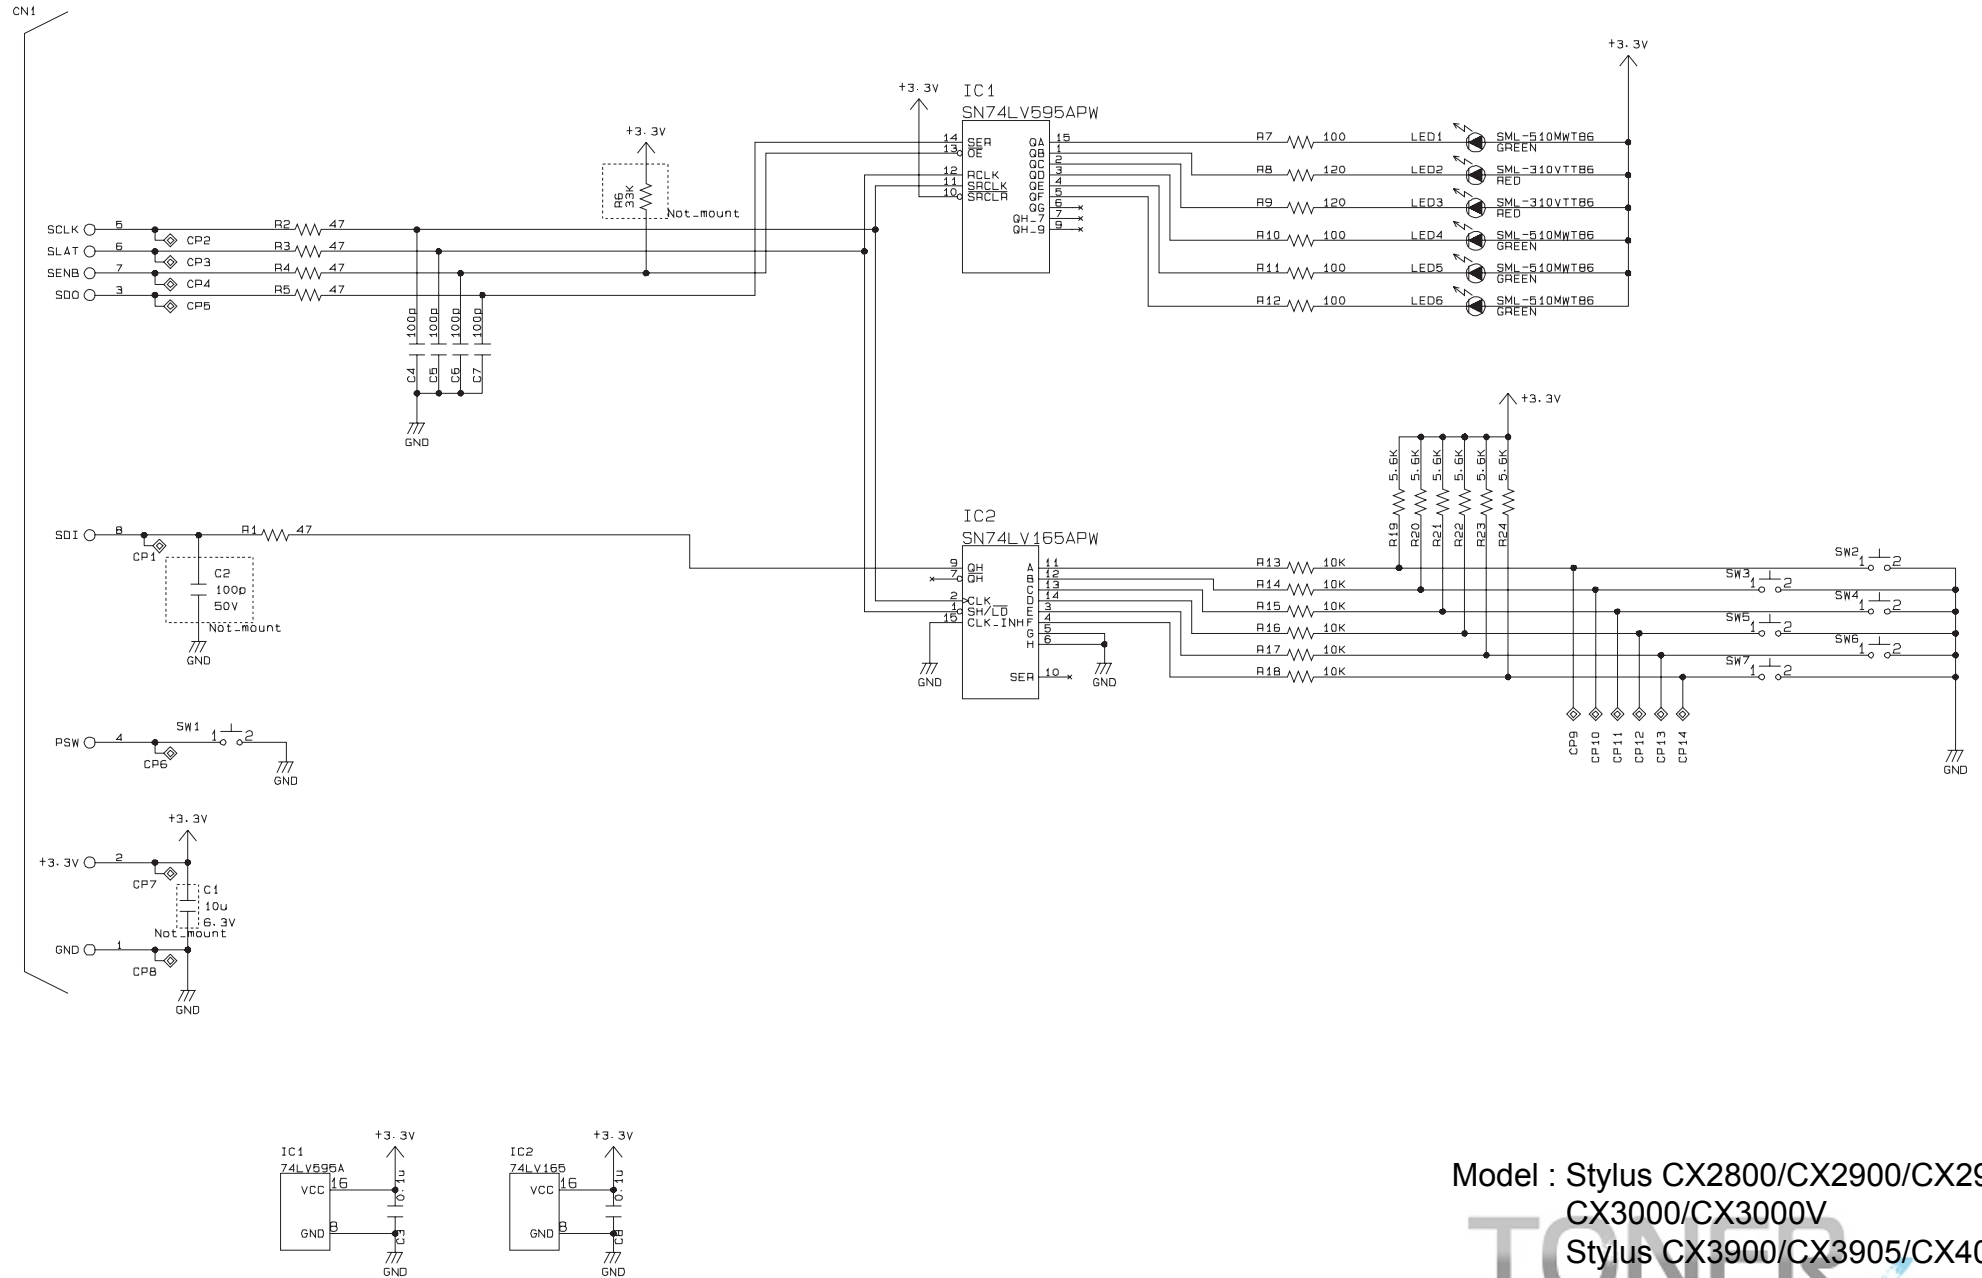 CN1
+3.3V
+3.3V
IC1
SN74LV595APW
+3.3V
14 SER QA 15
13 OE QB 1
QC 2
12 RCLK QD 3
11 SRCLK QE 4
10 SRCLR QF 5
QG 6
QH_7 7
QH_9 9
R7 100 LED1 SML-510MWT86
GREEN
R8 120 LED2 SML-310VTT86
RED
R9 120 LED3 SML-310VTT86
RED
R10 100 LED4 SML-510MWT86
GREEN
R11 100 LED5 SML-510MWT86
GREEN
R12 100 LED6 SML-510MWT86
GREEN
R6
33K
Not_mount
SCLK 5 R2 47
CP2
SLAT 6 R3 47
CP3
SENB 7 R4 47
CP4
SDO 3 R5 47
CP5
100p 100p 100p 100p
C4 C5 C6 C7
GND
+3.3V
5.6K 5.6K 5.6K 5.6K 5.6K 5.6K
R19 R20 R21 R22 R23 R24
SDI 8 R1 47
CP1
C2
100p
50V
Not_mount
GND
IC2
SN74LV165APW
9 QH A 11
7 QH B 12
C 13
2 CLK D 14
1 SH/LD E 3
15 CLK_INH F 4
G 5
H 6
SER 10
GND
GND
R13 10K
R14 10K
R15 10K
R16 10K
R17 10K
R18 10K
SW2 1 2
SW3 1 2
SW4 1 2
SW5 1 2
SW6 1 2
SW7 1 2
CP9 CP10 CP11 CP12 CP13 CP14
GND
PSW 4 SW1 1 2
CP6
GND
+3.3V
+3.3V 2
CP7
C1
10u
6.3V
Not_mount
GND 1
CP8
GND
IC1
74LV595A
VCC 16
GND 8
+3.3V
0.1u
C3
GND
IC2
74LV165
VCC 16
GND 8
+3.3V
0.1u
GND
Model : Stylus CX2800/CX2900/CX29
CX3000/CX3000V
Stylus CX3900/CX3905/CX40
TONER